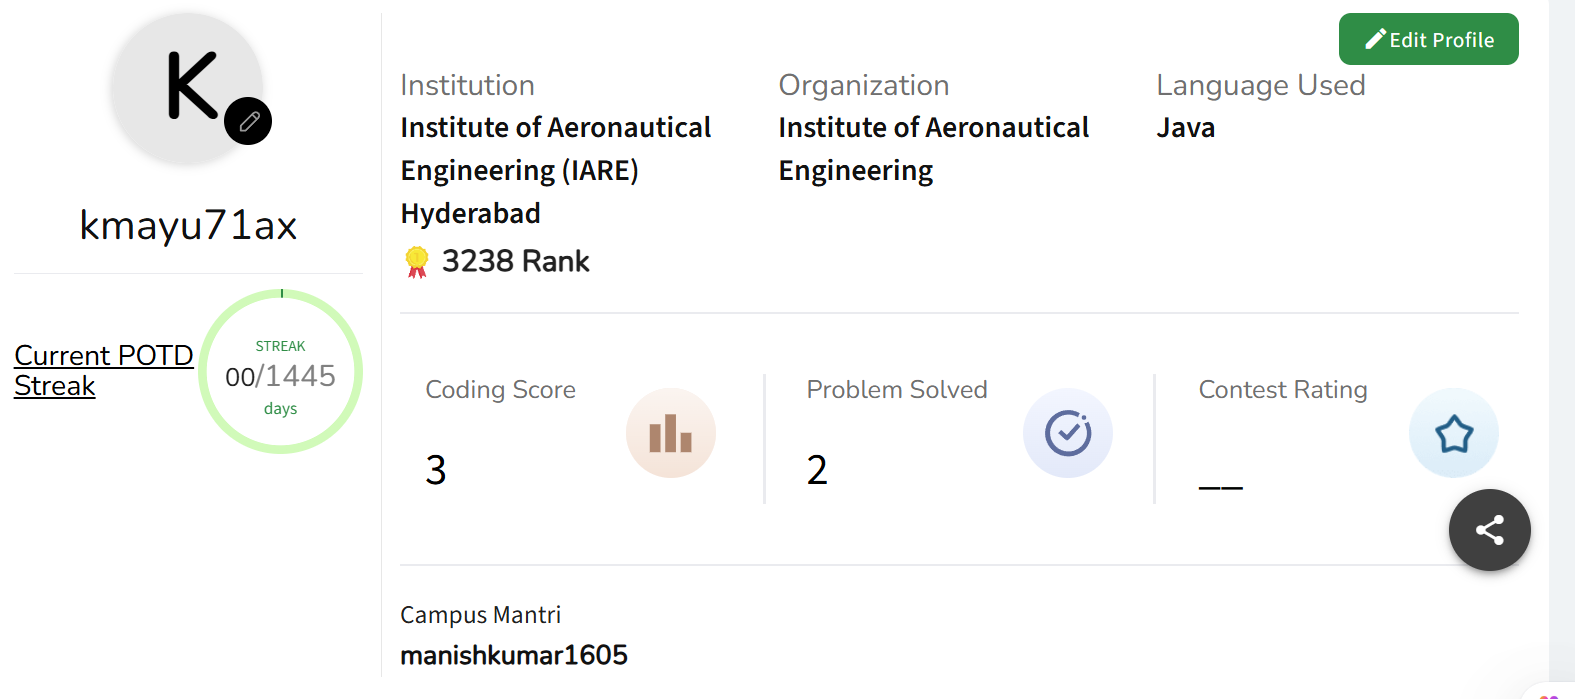 K
kmayu71ax
Current POTD
Streak
STREAK
00/1445
days
Edit Profile
Institution
Institute of Aeronautical
Engineering (IARE)
Hyderabad
3238 Rank
Organization
Institute of Aeronautical
Engineering
Language Used
Java
Coding Score
3
Problem Solved
2
Contest Rating
__
Campus Mantri
manishkumar1605